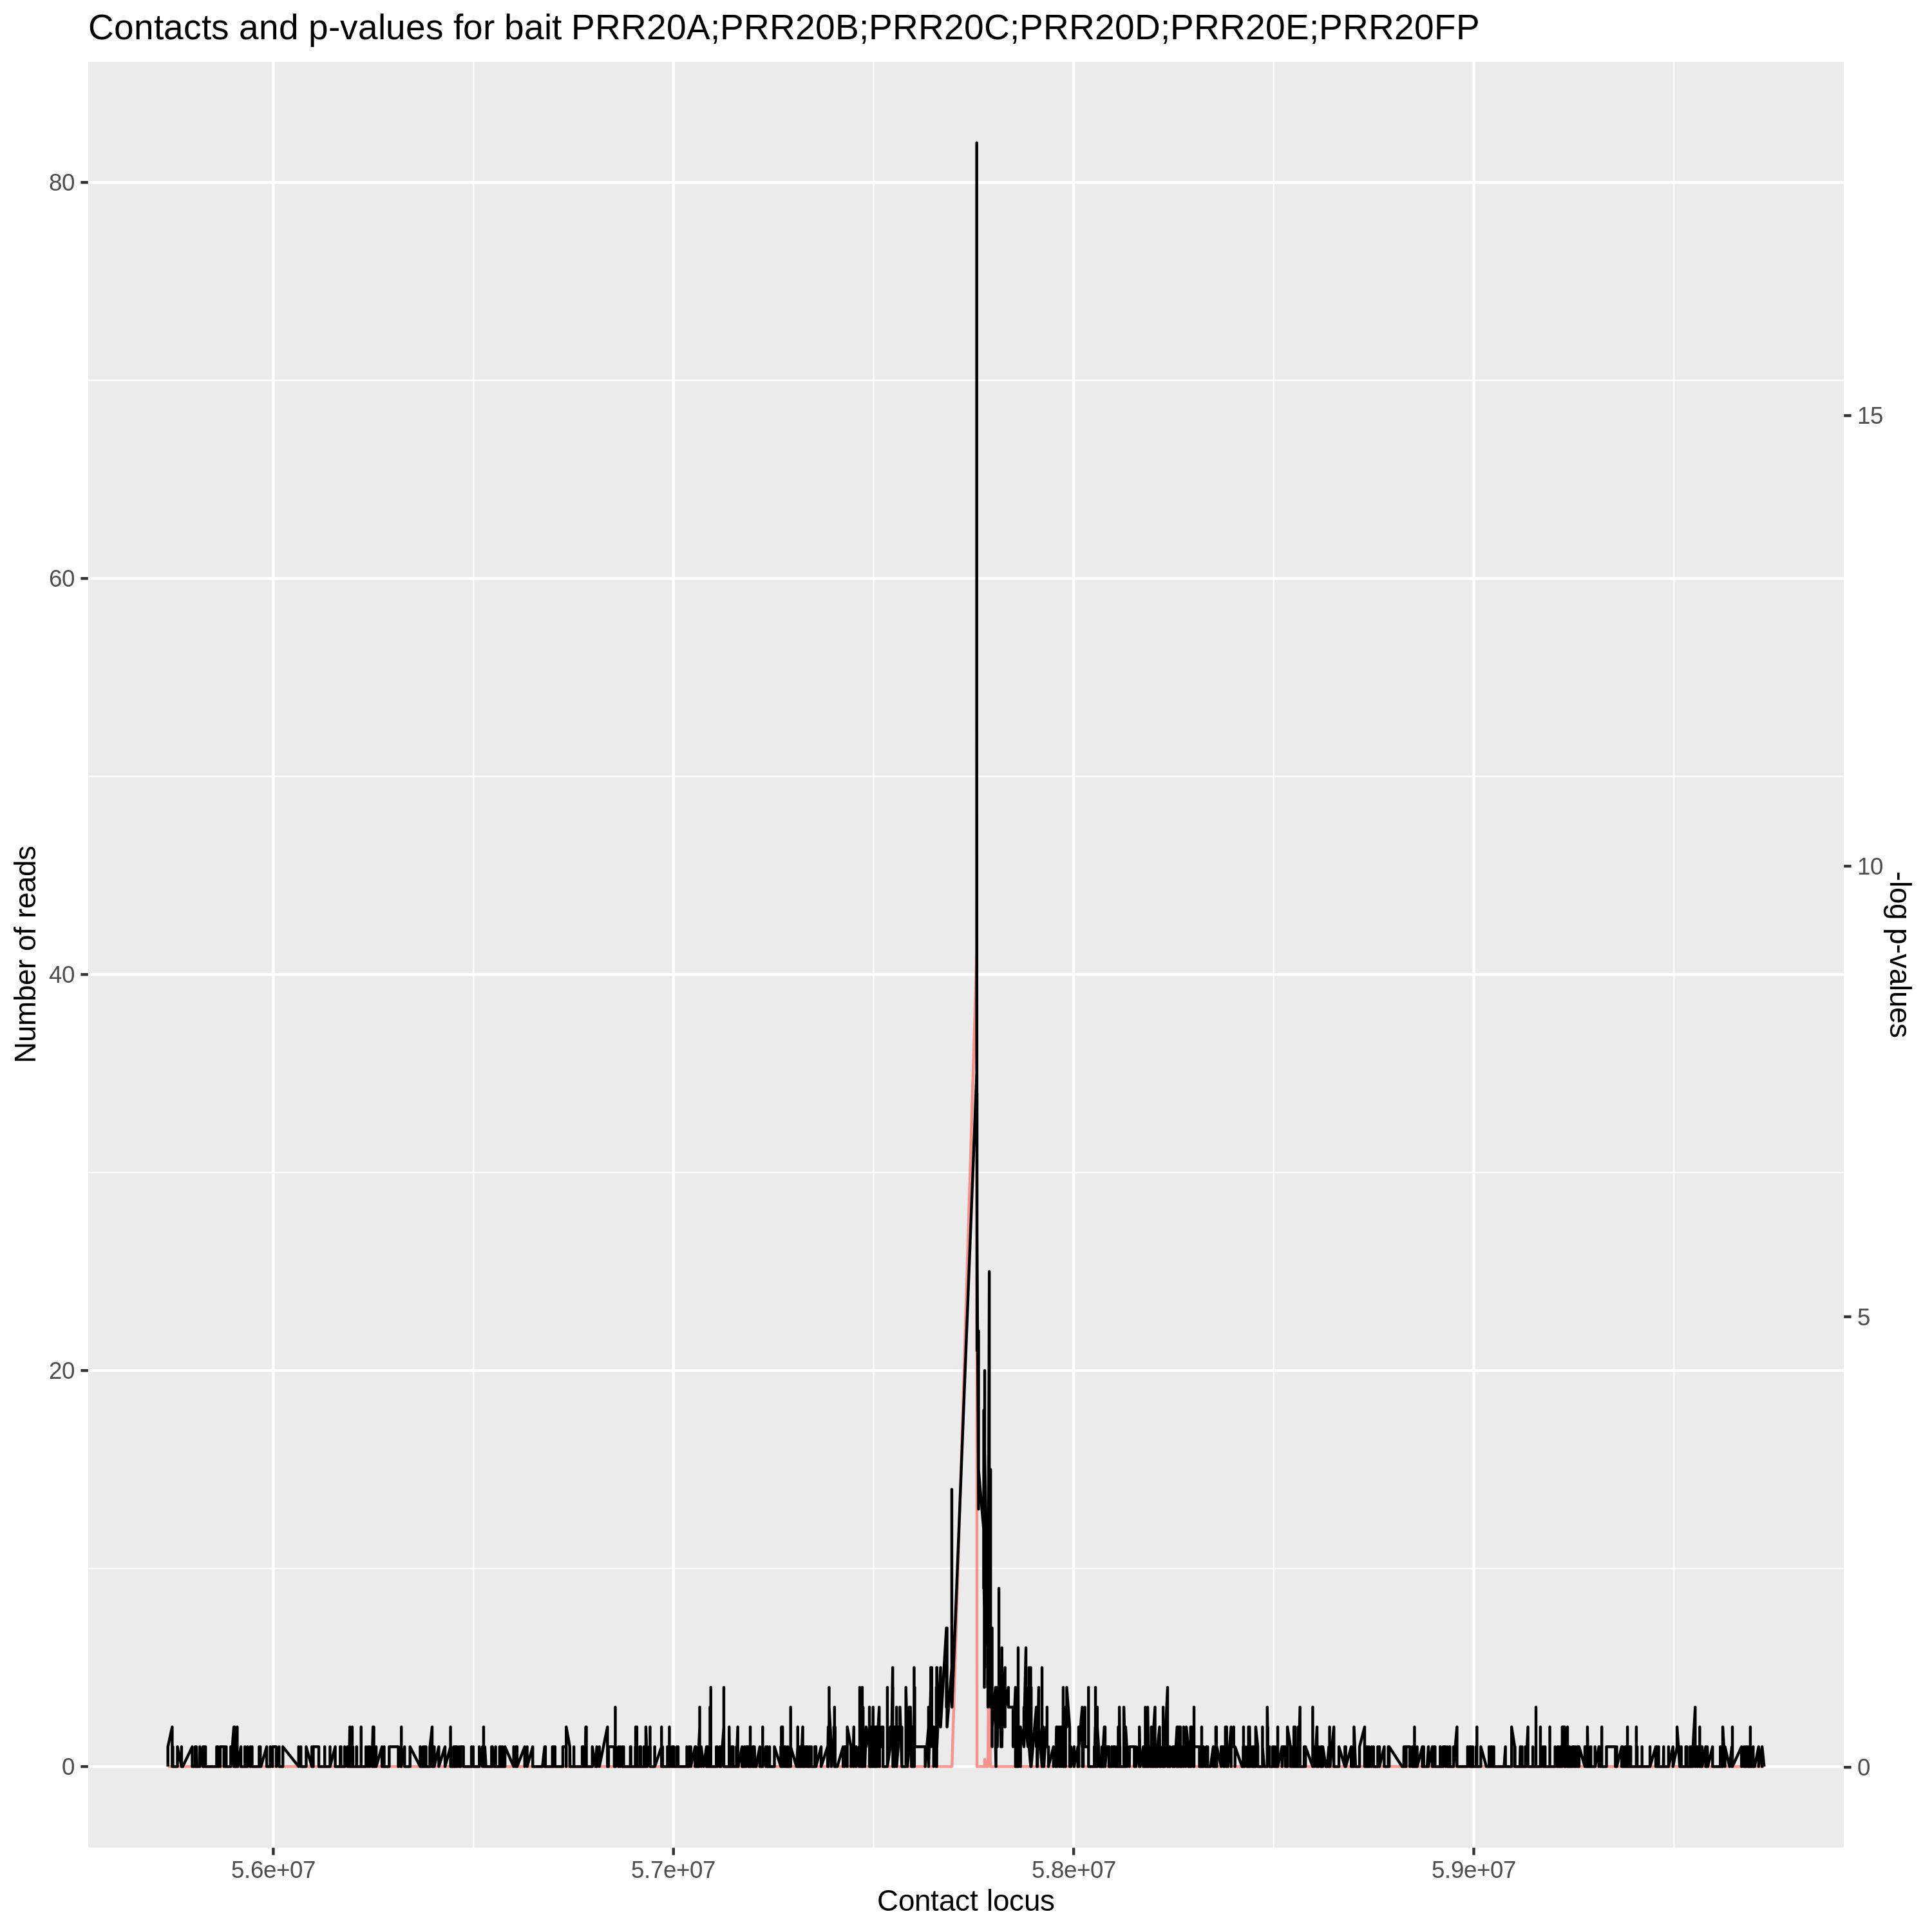 Contacts and p-values for bait PRR20A;PRR20B;PRR20C;PRR20D;PRR20E;PRR20FP
Number of reads
80
60
40
20
0
15
10
5
0
-log p-values
5.6e+07
5.7e+07
5.8e+07
5.9e+07
Contact locus